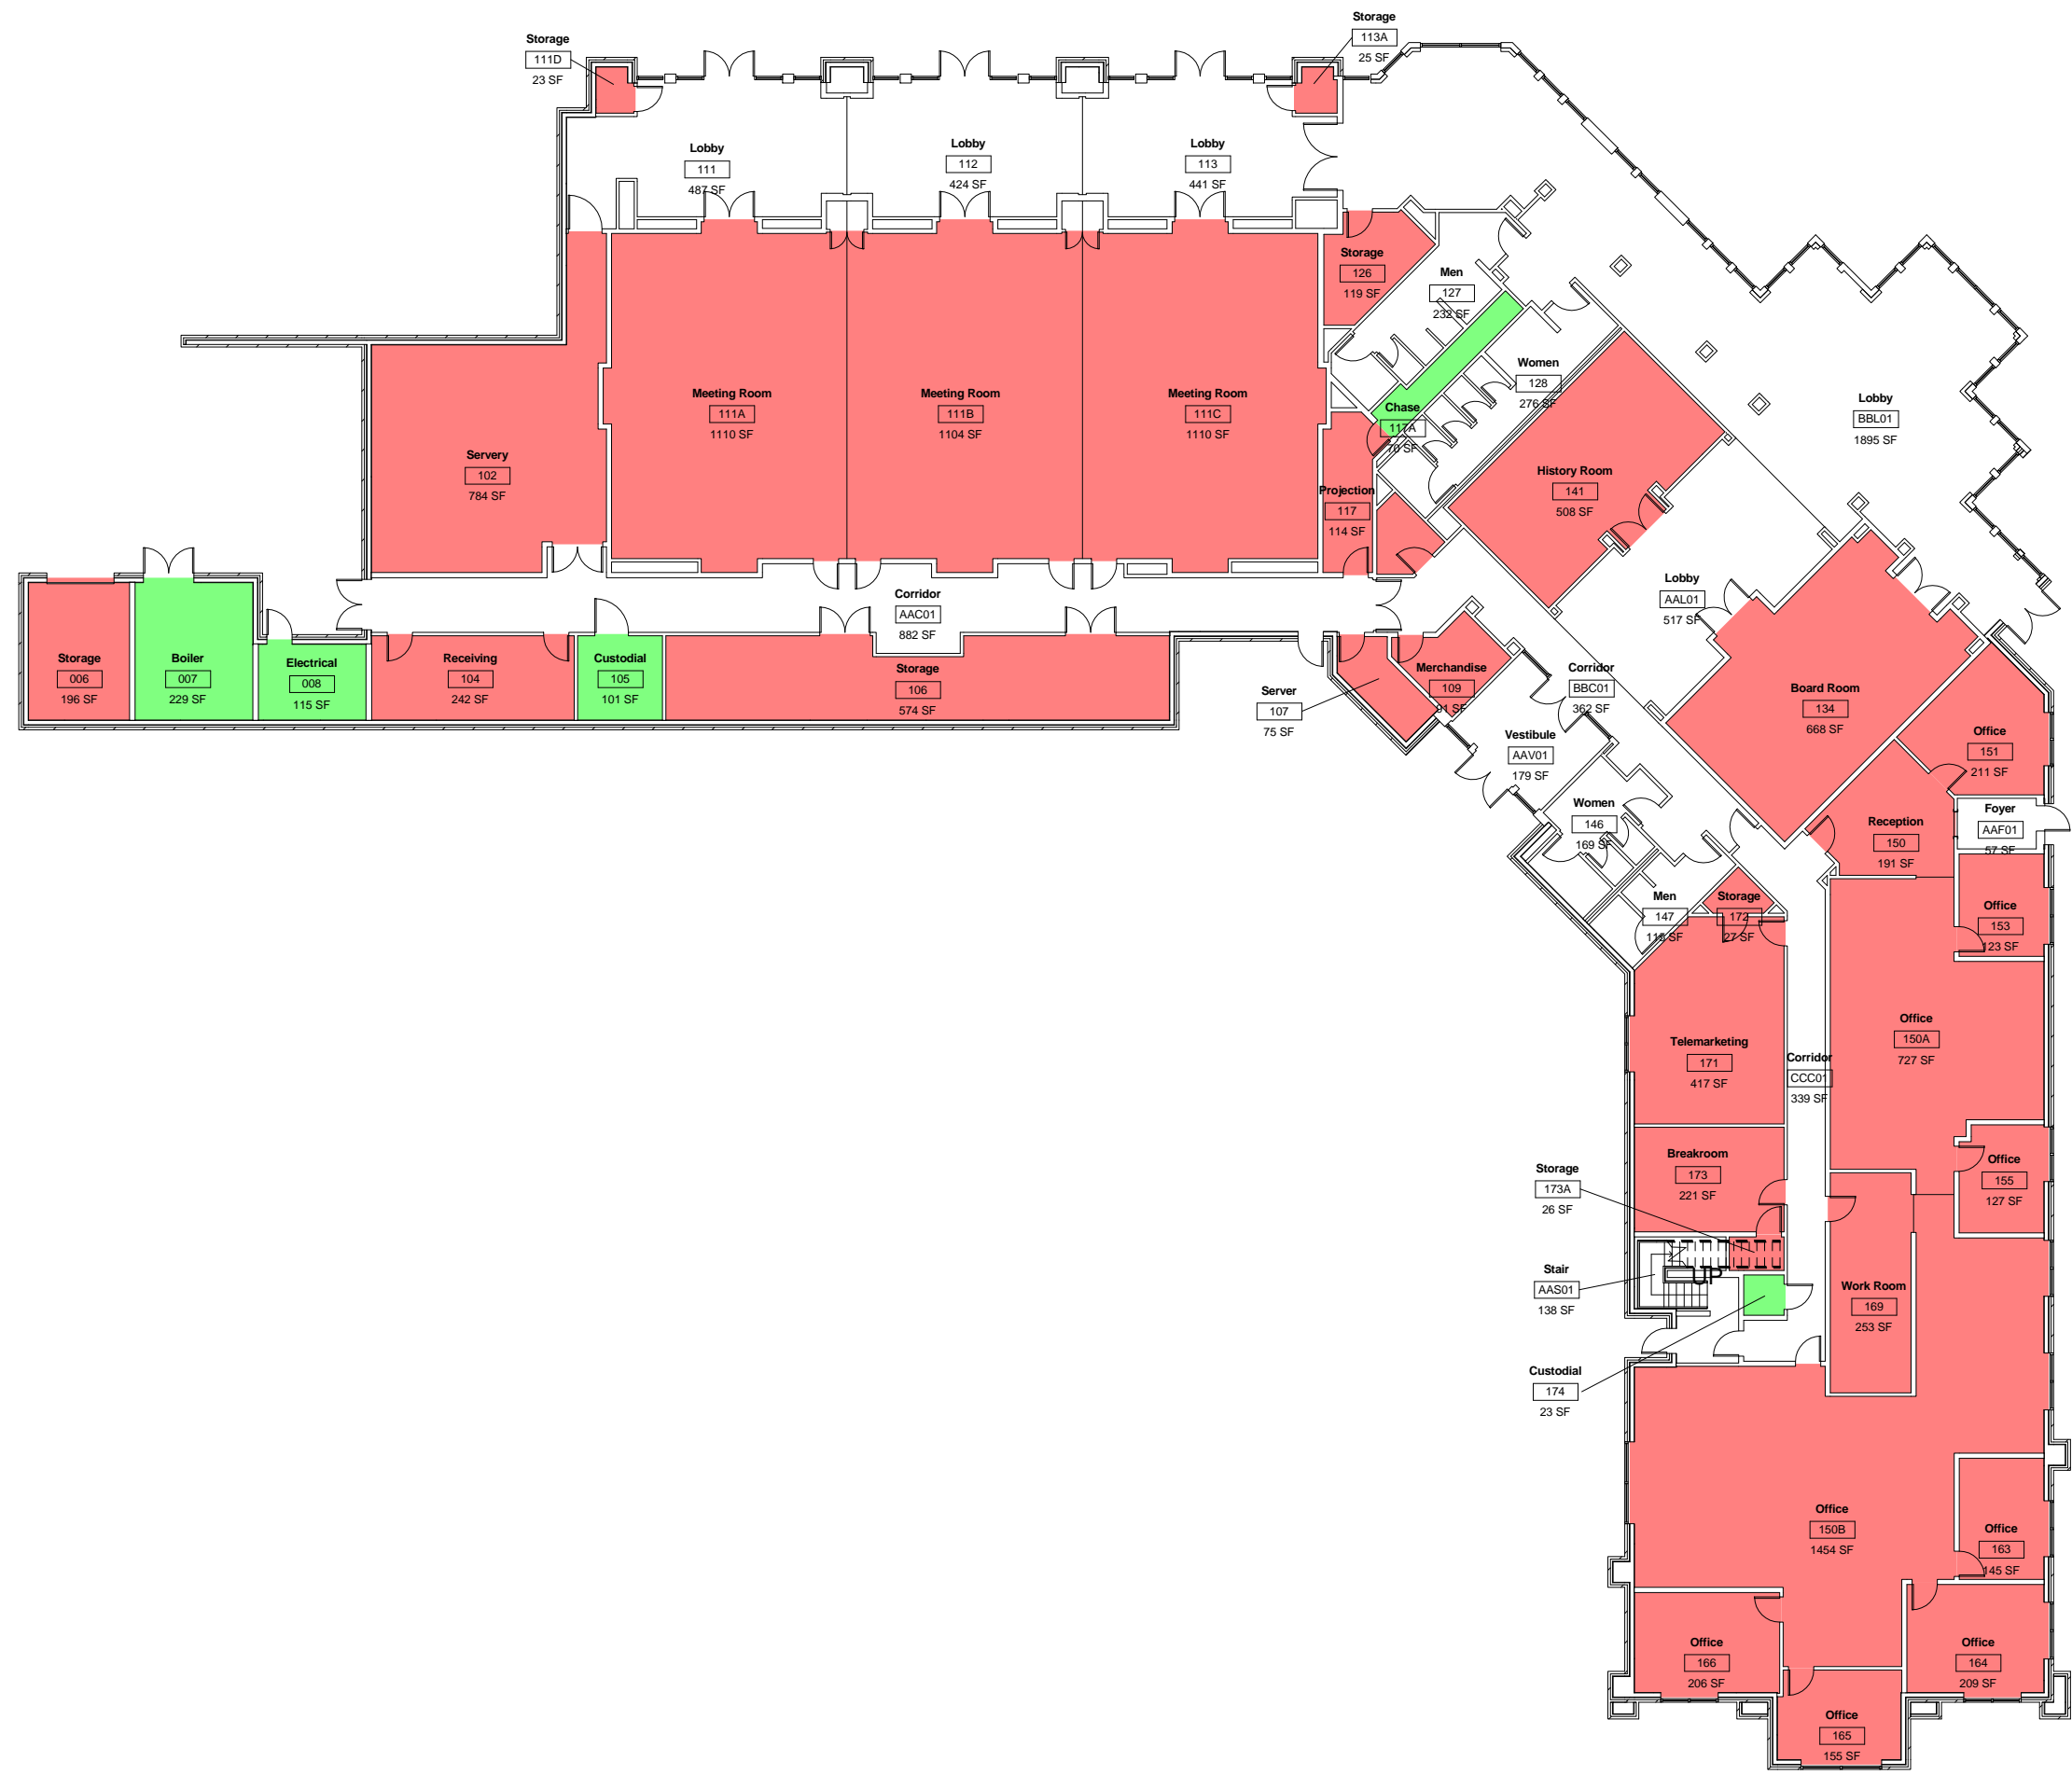 Storage
113A
25 SF
Storage
111D
23 SF
Lobby
111
487 SF
Lobby
112
424 SF
Lobby
113
441 SF
Storage
126
119 SF
Men
127
232 SF
Women
128
276 SF
Chase
117A
70 SF
Lobby
BBL01
1895 SF
Meeting Room
111A
1110 SF
Meeting Room
111B
1104 SF
Meeting Room
111C
1110 SF
Servery
102
784 SF
History Room
141
508 SF
Projection
117
114 SF
Lobby
AAL01
517 SF
Corridor
AAC01
882 SF
Storage
006
196 SF
Boiler
007
229 SF
Electrical
008
115 SF
Receiving
104
242 SF
Custodial
105
101 SF
Storage
106
574 SF
Server
107
75 SF
Merchandise
109
91 SF
Corridor
BBC01
362 SF
Board Room
134
668 SF
Vestibule
AAV01
179 SF
Office
151
211 SF
Women
146
169 SF
Reception
150
191 SF
Foyer
AAF01
57 SF
Men
147
115 SF
Storage
172
27 SF
Office
153
123 SF
Telemarketing
171
417 SF
Corridor
CCC01
339 SF
Office
150A
727 SF
Breakroom
173
221 SF
Storage
173A
26 SF
Office
155
127 SF
Stair
AAS01
138 SF
UP
Work Room
169
253 SF
Custodial
174
23 SF
Office
150B
1454 SF
Office
163
145 SF
Office
166
206 SF
Office
164
209 SF
Office
165
155 SF